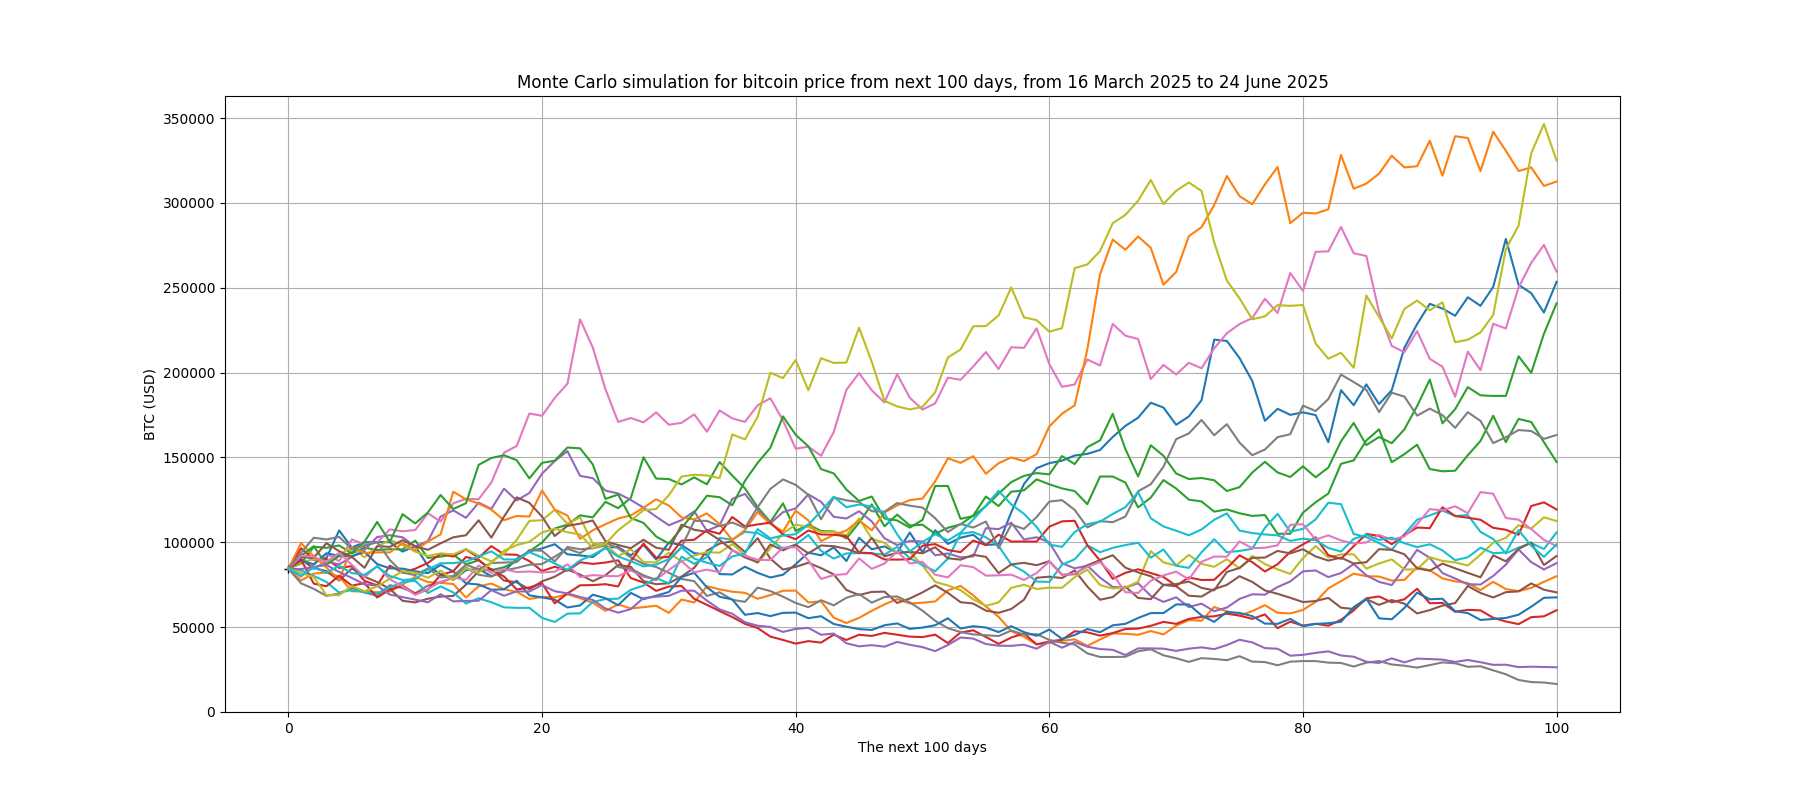 Monte Carlo simulation for bitcoin price from next 100 days, from 16 March 2025 to 24 June 2025
350000
300000
250000
200000
150000
100000
50000
0
BTC (USD)
0 20 40 60 80 100
The next 100 days